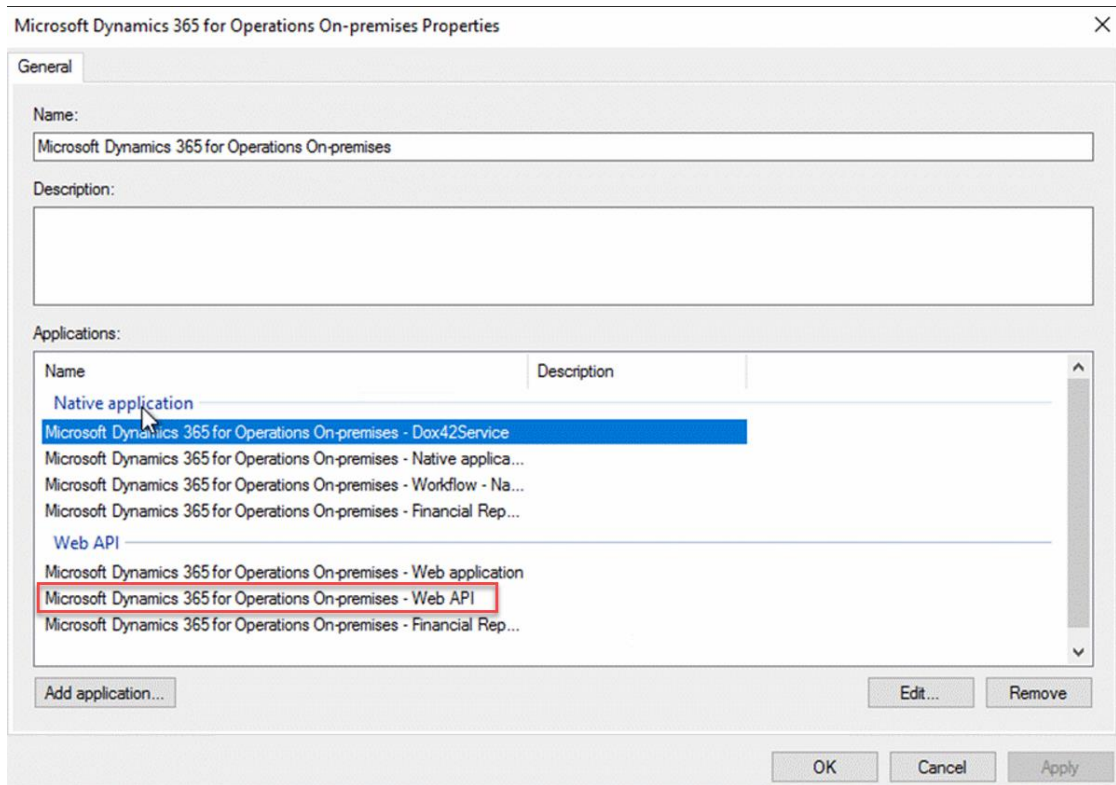 Microsoft Dynamics 365 for Operations On-premises Properties
General
Name:
Microsoft Dynamics 365 for Operations On-premises
Description:
Applications:
Name Description
Native application
Microsoft Dynamics 365 for Operations On-premises - Dox42Service
Microsoft Dynamics 365 for Operations On-premises - Native applica...
Microsoft Dynamics 365 for Operations On-premises - Workflow - Na...
Microsoft Dynamics 365 for Operations On-premises - Financial Rep...
Web API
Microsoft Dynamics 365 for Operations On-premises - Web application
Microsoft Dynamics 365 for Operations On-premises - Web API
Microsoft Dynamics 365 for Operations On-premises - Financial Rep...
Add application... Edit... Remove
OK Cancel Apply